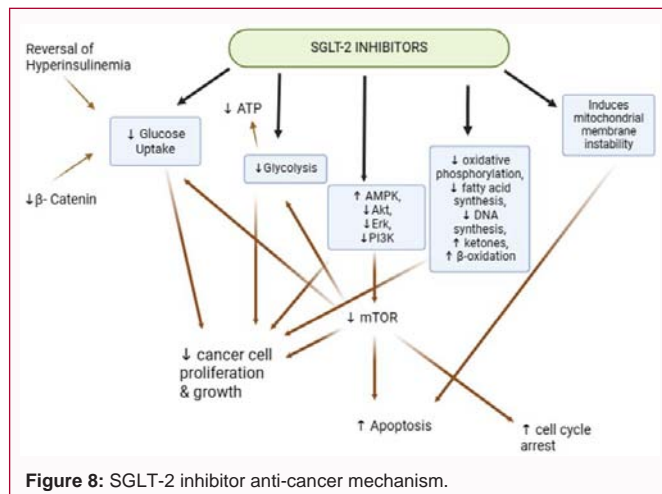 SGLT-2 INHIBITORS
Reversal of
Hyperinsulinemia
↓ ATP
Induces
mitochondrial
membrane
instability
↓ Glucose
Uptake
↓Glycolysis
↓ oxidative
phosphorylation,
↓ fatty acid
synthesis,
↓ DNA
synthesis,
↑ ketones,
↑ β-oxidation
↓β- Catenin
↑ AMPK,
↓Akt,
↓Erk,
↓PI3K
↓ mTOR
↓ cancer cell
proliferation
& growth
↑ Apoptosis
↑ cell cycle
arrest
Figure 8: SGLT-2 inhibitor anti-cancer mechanism.